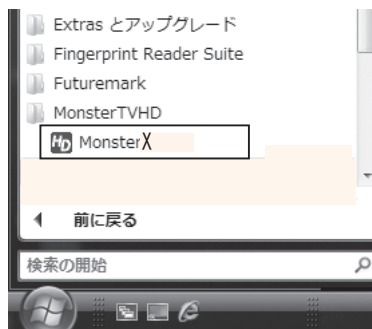 Extras とアップグレード
Fingerprint Reader Suite
Futuremark
MonsterTVHD
HD MonsterX
前に戻る
検索の開始